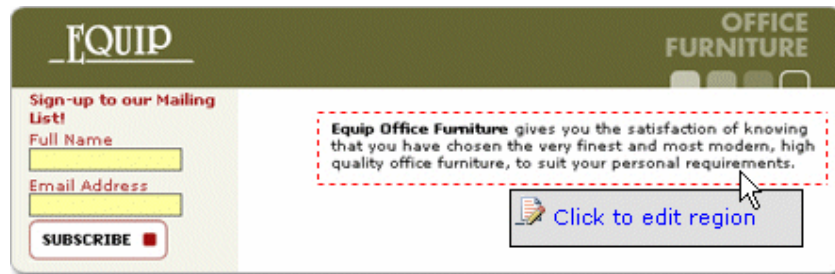 EQUIP
OFFICE
FURNITURE
Sign-up to our Mailing
List!
Full Name
Email Address
SUBSCRIBE
Equip Office Furniture gives you the satisfaction of knowing
that you have chosen the very finest and most modern, high
quality office furniture, to suit your personal requirements.
Click to edit region